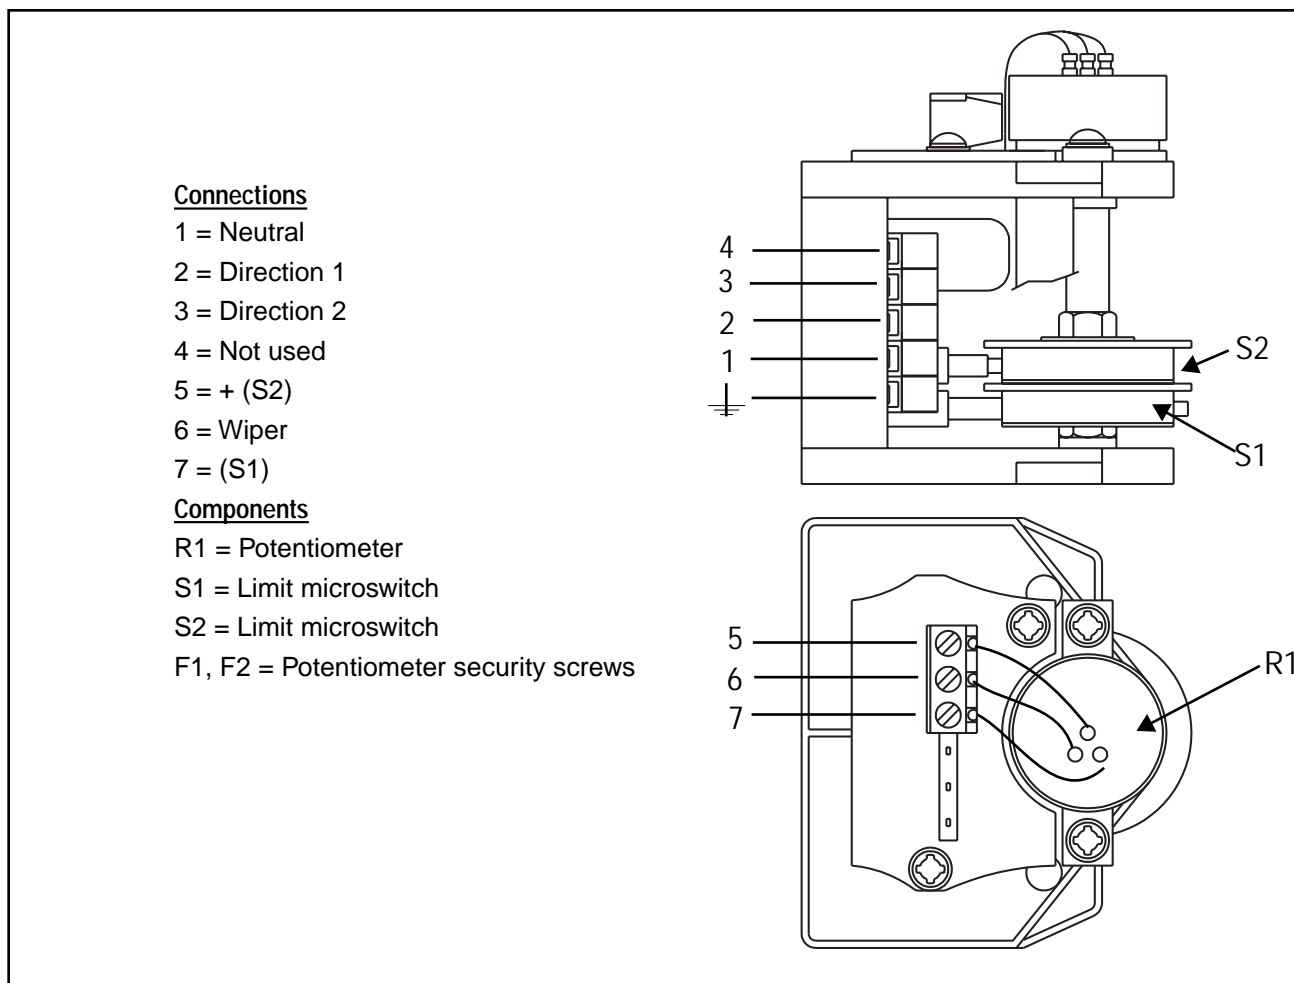 Connections
1 = Neutral
2 = Direction 1
3 = Direction 2
4 = Not used
5 = + (S2)
6 = Wiper
7 = (S1)
Components
R1 = Potentiometer
S1 = Limit microswitch
S2 = Limit microswitch
F1, F2 = Potentiometer security screws
4
3
2
1
S2
S1
5
6
7
R1